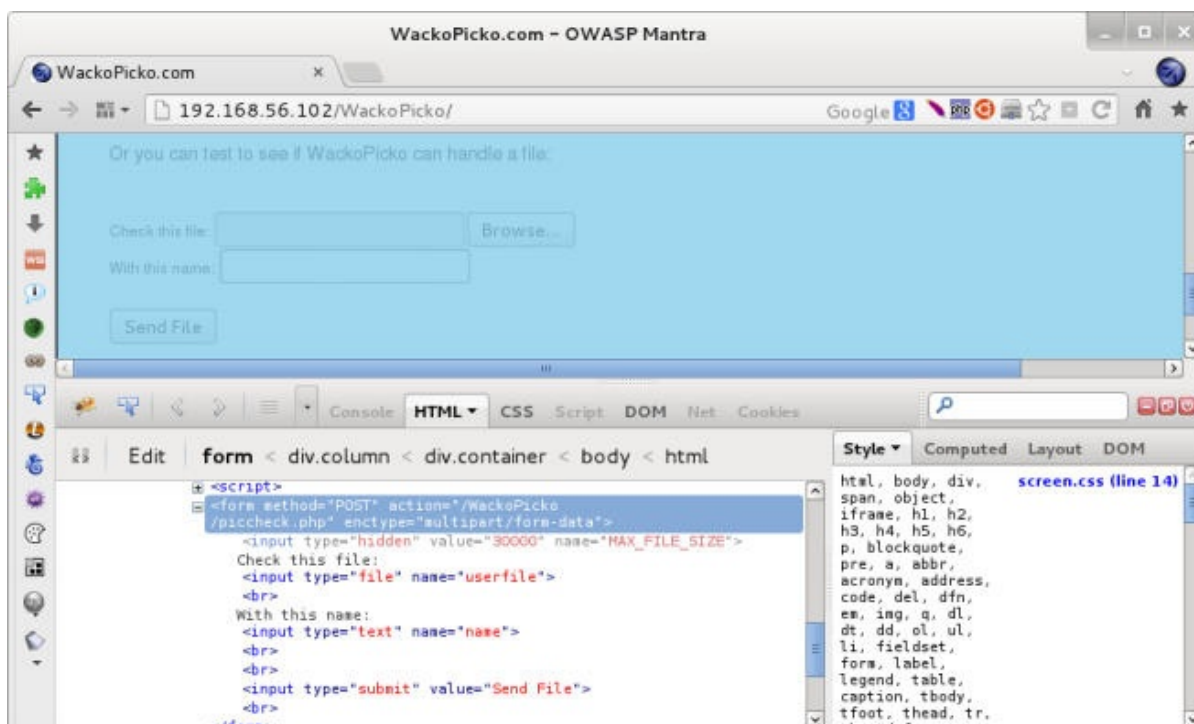 WackoPicko.com - OWASP Mantra
WackoPicko.com
192.168.56.102/WackoPicko/
Google
Or you can test to see if WackoPicko can handle a file:
Check this file:
Browse...
With this name:
Send File
Console HTML CSS Script DOM Net Cookies
Edit form < div.column < div.container < body < html
Style Computed Layout DOM
<script>
<form method="POST" action="/WackoPicko
/piccheck.php" enctype="multipart/form-data">
<input type="hidden" value="30000" name="MAX_FILE_SIZE">
Check this file:
<input type="file" name="userfile">
<br>
With this name:
<input type="text" name="name">
<br>
<br>
<input type="submit" value="Send File">
<br>
html, body, div,
screen.css (line 14)
span, object,
iframe, h1, h2,
h3, h4, h5, h6,
p, blockquote,
pre, a, abbr,
acronym, address,
code, del, dfn,
em, img, q, dl,
dt, dd, ol, ul,
li, fieldset,
form, label,
legend, table,
caption, tbody,
tfoot, thead, tr,